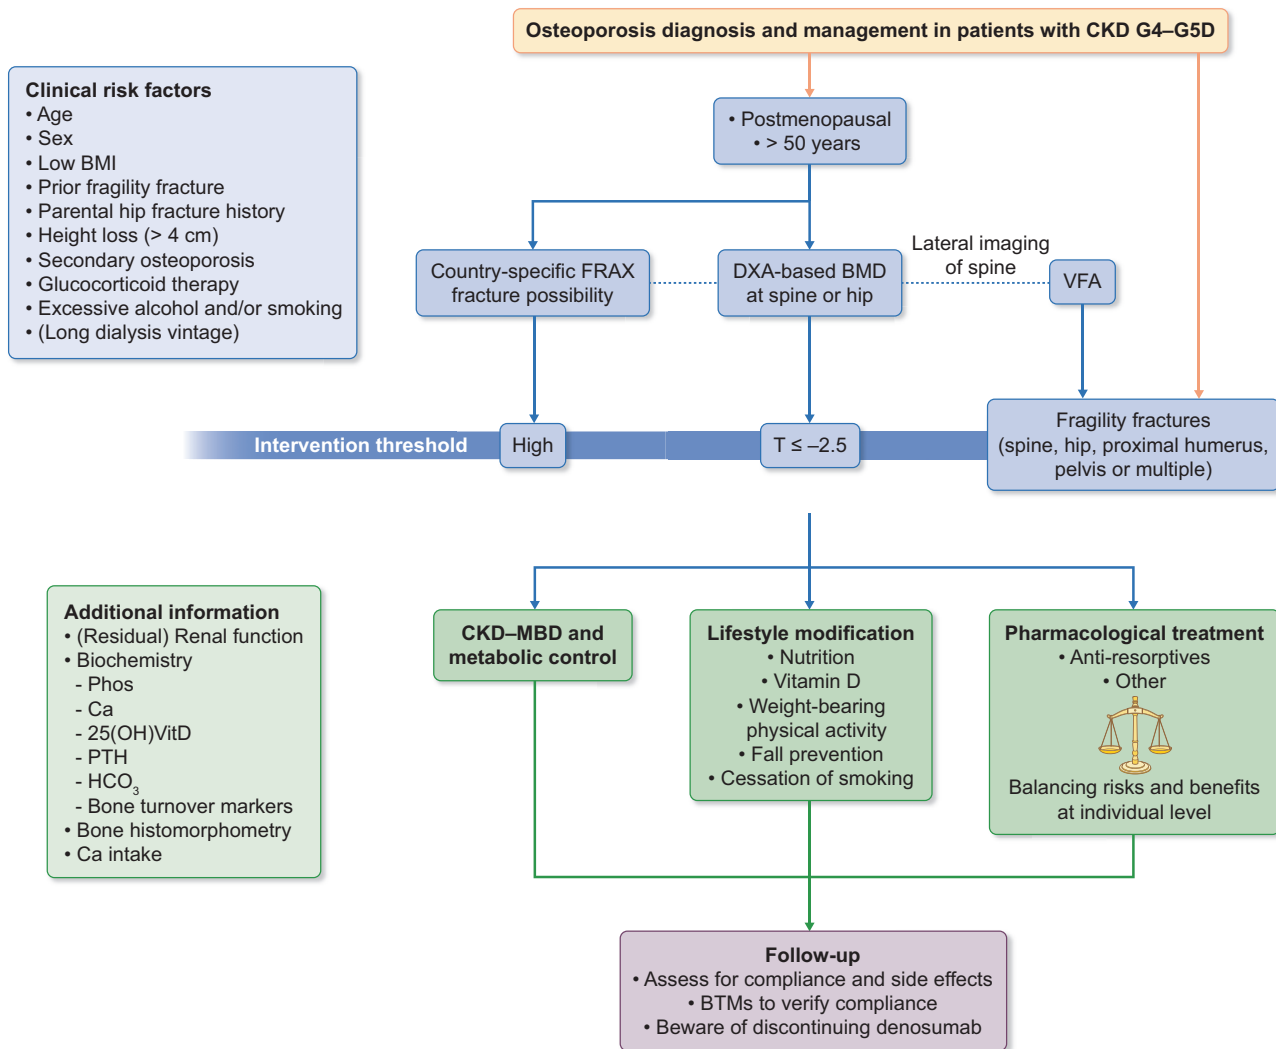 Osteoporosis diagnosis and management in patients with CKD G4–G5D
Clinical risk factors
• Age
• Sex
• Low BMI
• Prior fragility fracture
• Parental hip fracture history
• Height loss (> 4 cm)
• Secondary osteoporosis
• Glucocorticoid therapy
• Excessive alcohol and/or smoking
• (Long dialysis vintage)
• Postmenopausal
• > 50 years
Country-specific FRAX
fracture possibility
DXA-based BMD
at spine or hip
Lateral imaging
of spine
VFA
Intervention threshold
High
T ≤ –2.5
Fragility fractures
(spine, hip, proximal humerus,
pelvis or multiple)
Additional information
• (Residual) Renal function
• Biochemistry
- Phos
- Ca
- 25(OH)VitD
- PTH
- HCO₃
- Bone turnover markers
• Bone histomorphometry
• Ca intake
CKD–MBD and
metabolic control
Lifestyle modification
• Nutrition
• Vitamin D
• Weight-bearing
physical activity
• Fall prevention
• Cessation of smoking
Pharmacological treatment
• Anti-resorptives
• Other
Balancing risks and benefits
at individual level
Follow-up
• Assess for compliance and side effects
• BTMs to verify compliance
• Beware of discontinuing denosumab